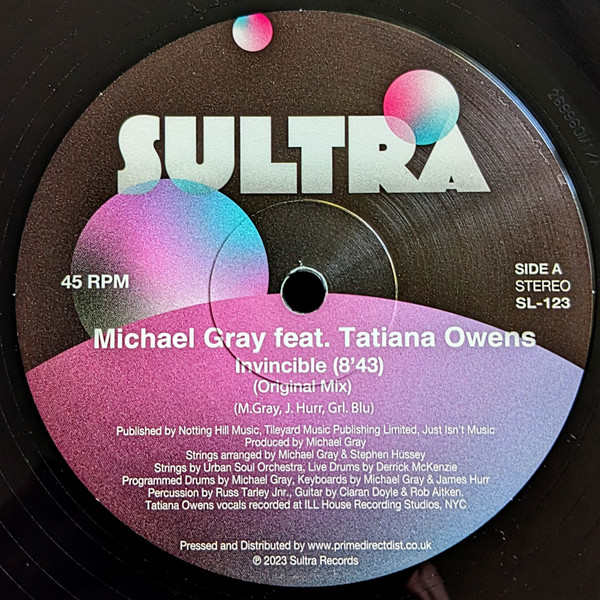 SULTRA
45 RPM
SIDE A
STEREO
SL-123
Michael Gray feat. Tatiana Owens
Invincible (8'43)
(Original Mix)
(M.Gray, J. Hurr, Grl. Blu)
Published by Notting Hill Music, Tileyard Music Publishing Limited, Just Isn't Music
Produced by Michael Gray
Strings arranged by Michael Gray & Stephen Hussey
Strings by Urban Soul Orchestra, Live Drums by Derrick McKenzie
Programmed Drums by Michael Gray, Keyboards by Michael Gray & James Hurr
Percussion by Russ Tarley Jnr., Guitar by Ciaran Doyle & Rob Aitken.
Tatiana Owens vocals recorded at ILL House Recording Studios, NYC
Pressed and Distributed by www.primedirectdist.co.uk
℗ 2023 Sultra Records